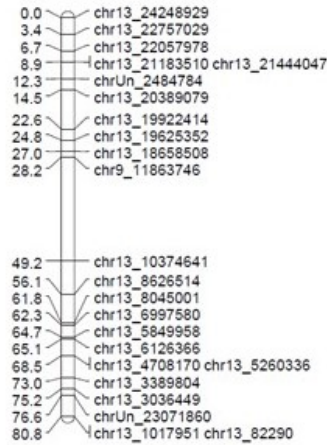 0.0 chr13_24248929
3.4 chr13_22757029
6.7 chr13_22057978
8.9 chr13_21183510 chr13_21444047
12.3 chrUn_2484784
14.5 chr13_20389079
22.6 chr13_19922414
24.8 chr13_19625352
27.0 chr13_18658508
28.2 chr9_11863746
49.2 chr13_10374641
56.1 chr13_8626514
61.8 chr13_8045001
62.3 chr13_6997580
64.7 chr13_5849958
65.1 chr13_6126366
68.5 chr13_4708170 chr13_5260336
73.0 chr13_3389804
75.2 chr13_3036449
76.6 chrUn_23071860
80.8 chr13_1017951 chr13_82290